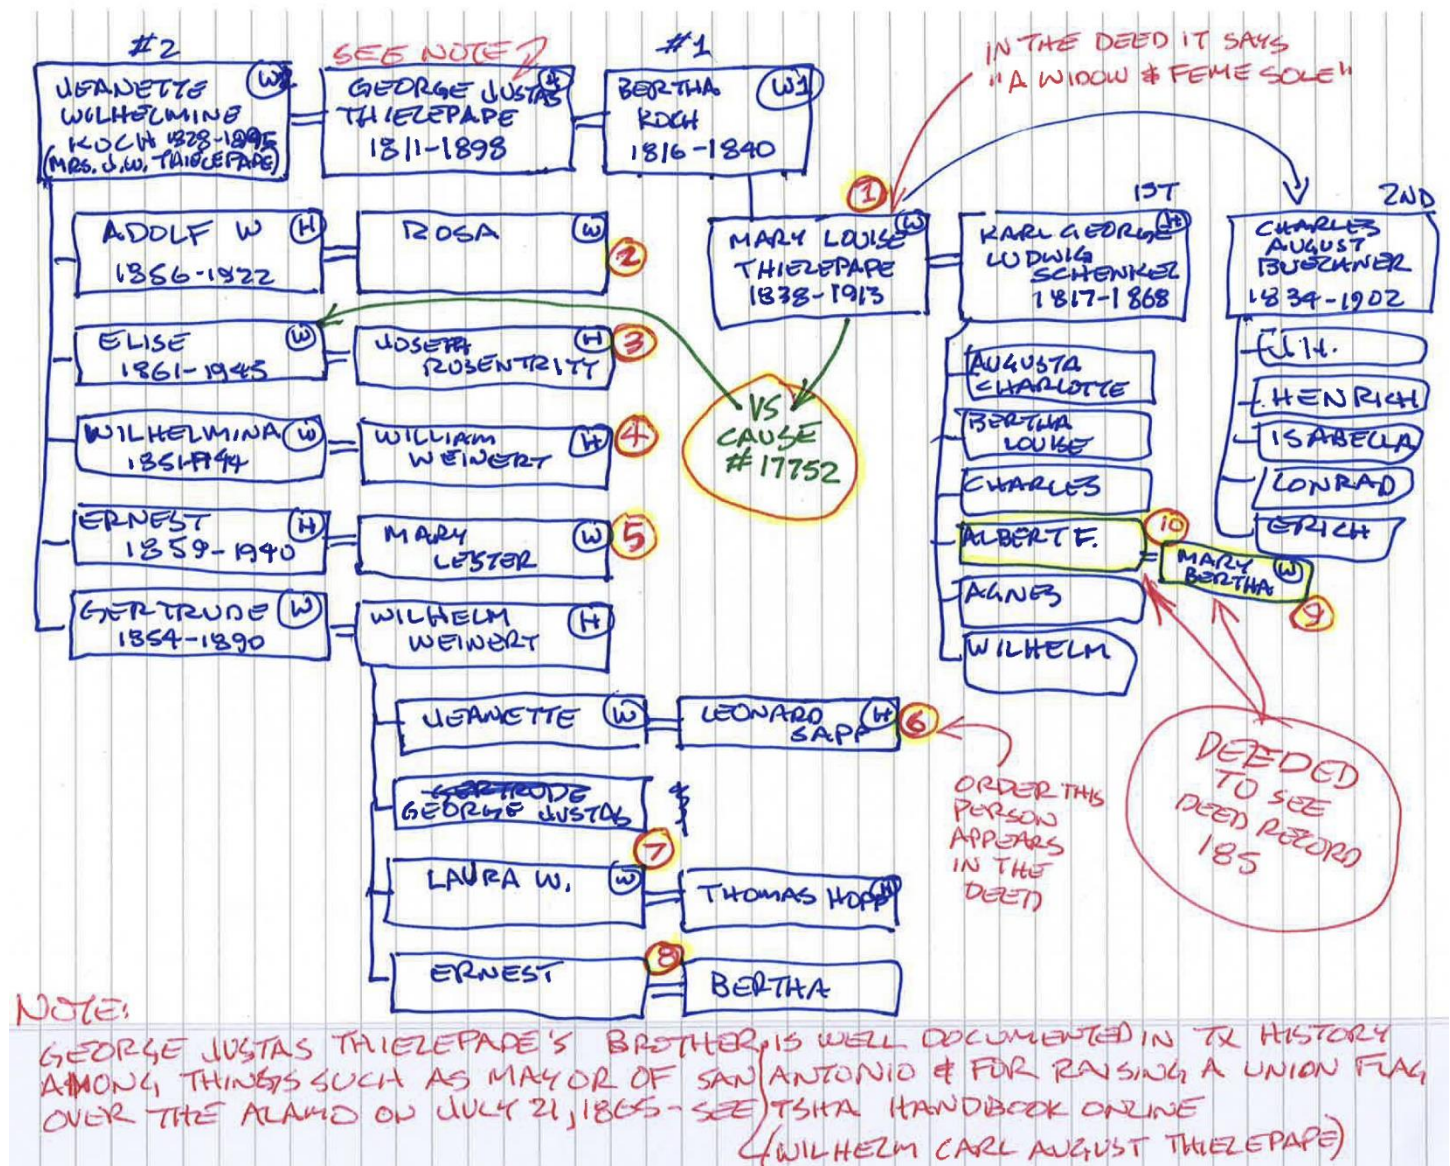 #2
JEANETTE
WILHELMINE
KOCH 1828-1895
(MRS. J.W. THIELEPAPE)
W
SEE NOTE
GEORGE JUSTAS
THIELEPAPE
1811-1898
H
#1
BERTHA
KOCH
1816-1840
W1
IN THE DEED IT SAYS
"A WIDOW & FEME SOLE"
ADOLF W
1856-1922
H
ROSA
W
2
ELISE
1861-1945
W
JOSEPH
ROSENTRITT
H
3
WILHELMINA
W
WILLIAM
WEINERT
H
4
ERNEST
1859-1940
H
MARY
LESTER
W
5
GERTRUDE
1854-1890
W
WILHELM
WEINERT
H
JEANETTE
W
LEONARD
SAPP
H
6
GERTRUDE
GEORGE JUSTAS
7
LAURA W.
W
THOMAS HOPP
H
8
ERNEST
BERTHA
1
MARY LOUISE
THIELEPAPE
1838-1913
W
VS
CAUSE
#17752
1ST
KARL GEORGE
LUDWIG
SCHENKEL
1817-1868
H
AUGUSTA
CHARLOTTE
BERTHA
LOUISE
CHARLES
ALBERT F.
10
MARY
BERTHA
W
9
AGNES
WILHELM
2ND
CHARLES
AUGUST
BUECHNER
1834-1902
HENRICH
ISABELLA
CONRAD
ERICH
ORDER THIS
PERSON
APPEARS
IN THE
DEED
DEEDED
TO SEE
DEED RECORD
185
NOTE:
GEORGE JUSTAS THIELEPAPE'S BROTHER, IS WELL DOCUMENTED IN TX HISTORY
AMONG THINGS SUCH AS MAYOR OF SAN ANTONIO & FOR RAISING A UNION FLAG
OVER THE ALAMO ON JULY 21, 1865 - SEE TSHA HANDBOOK ONLINE
(WILHELM CARL AUGUST THIELEPAPE)